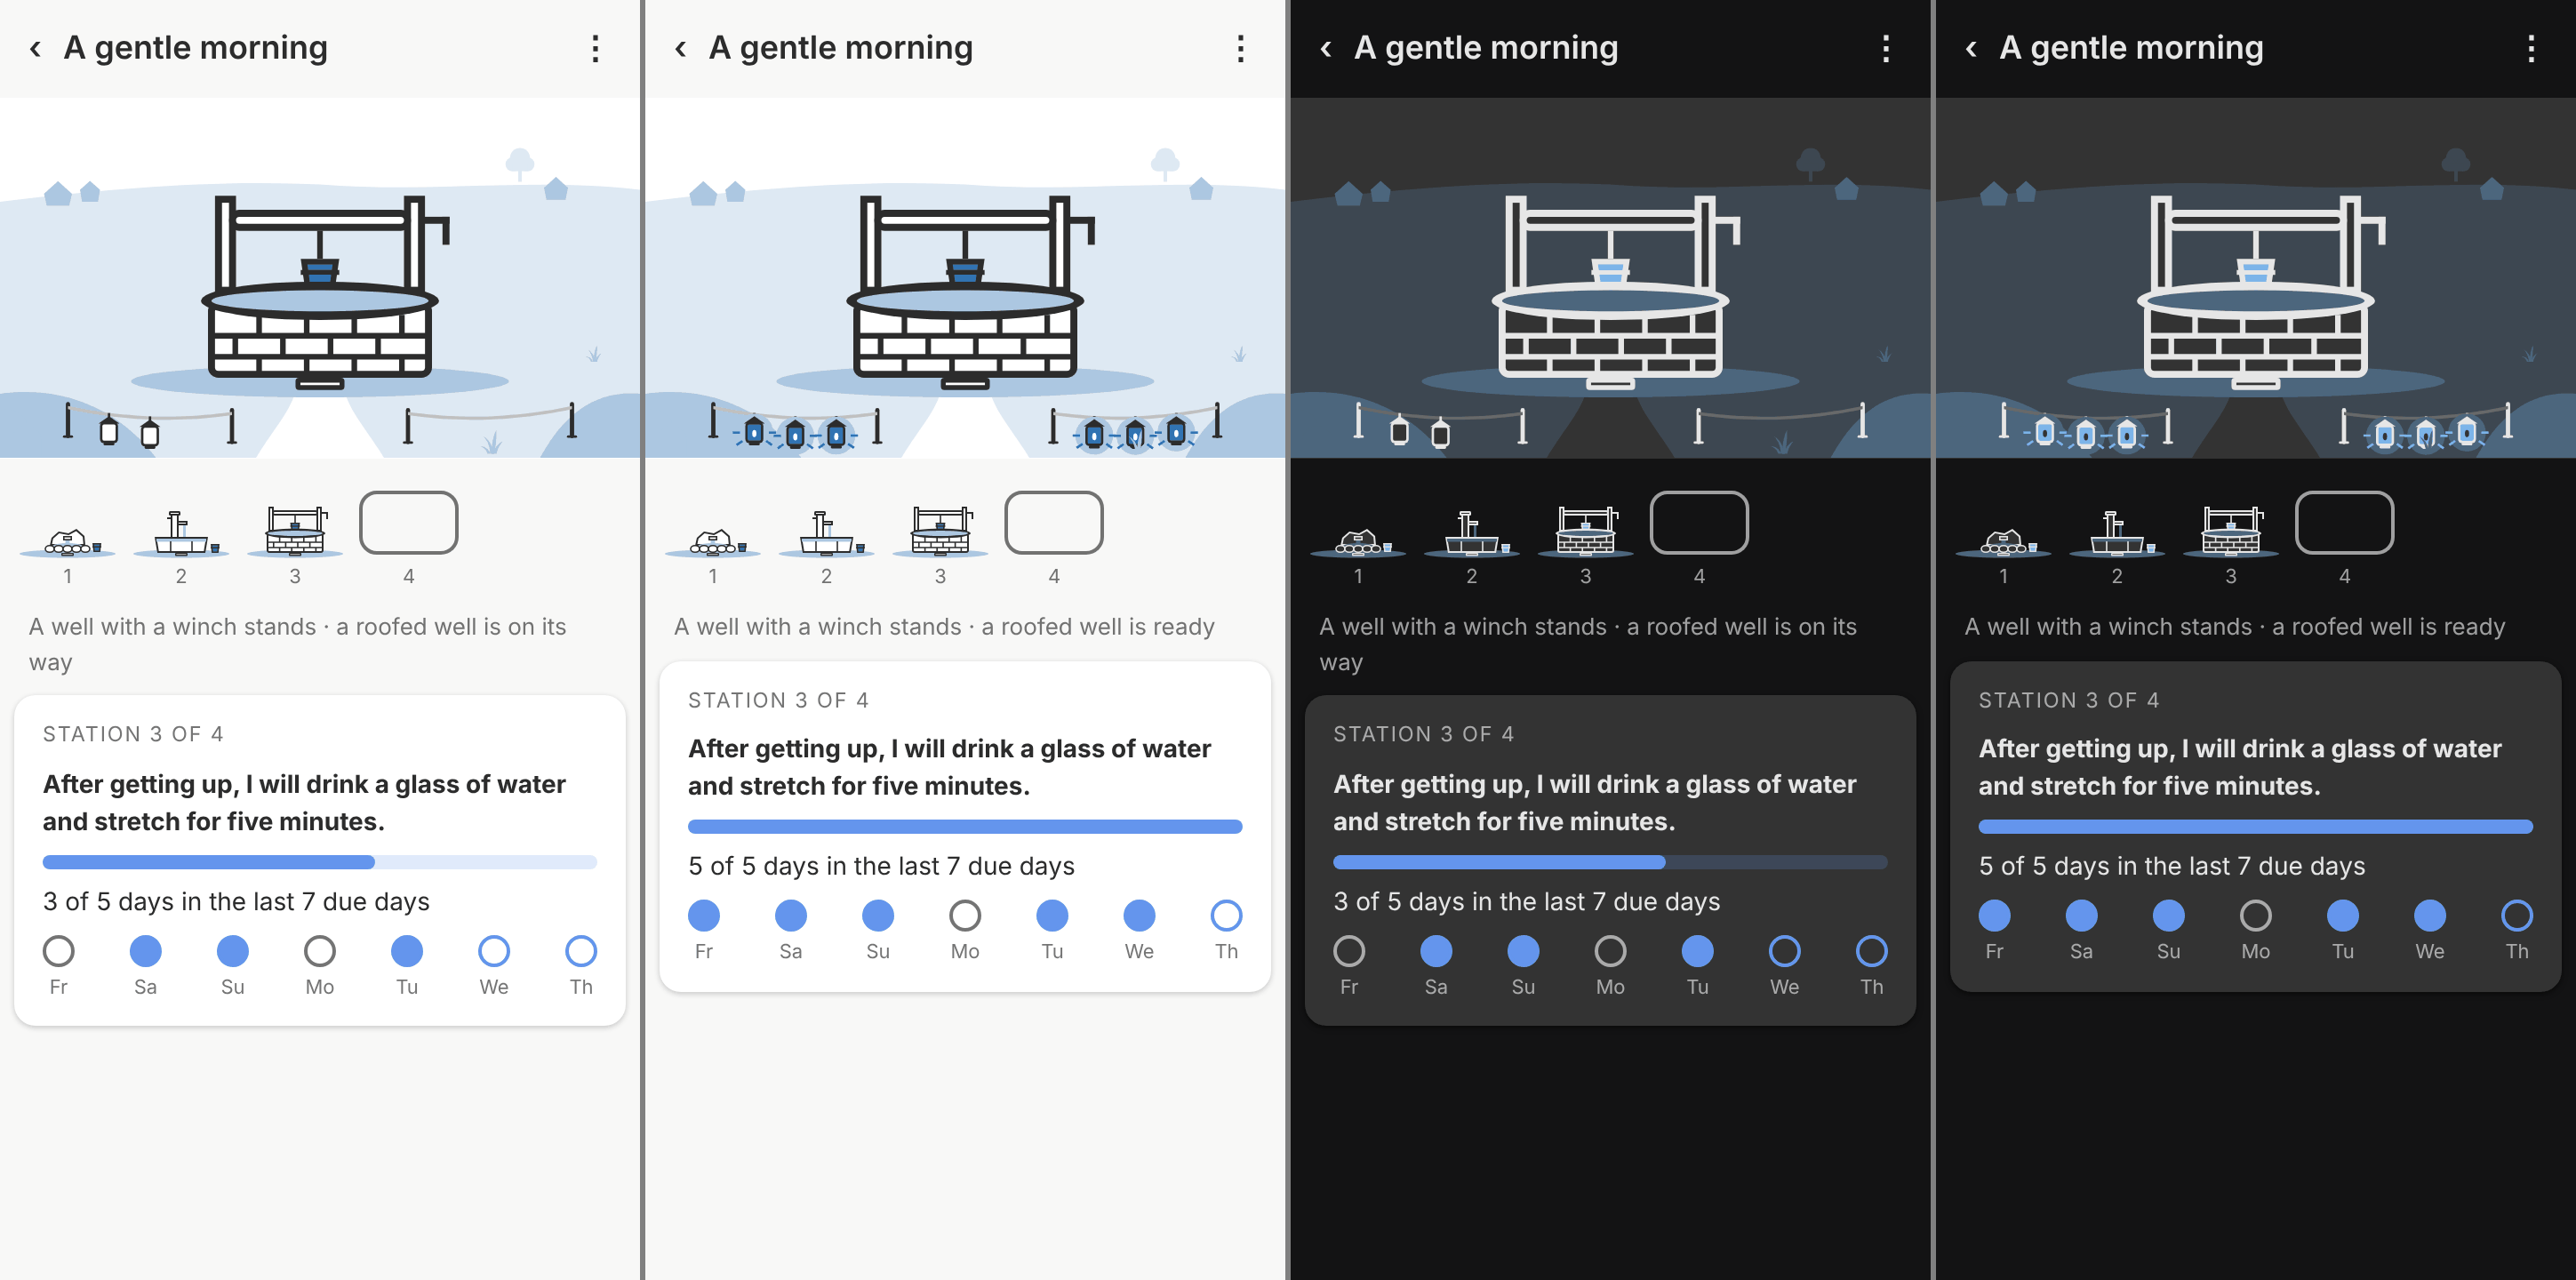 A gentle morning
1 2 3 4
A well with a winch stands · a roofed well is on its
way
STATION 3 OF 4
After getting up, I will drink a glass of water
and stretch for five minutes.
3 of 5 days in the last 7 due days
Fr Sa Su Mo Tu We Th
A gentle morning
1 2 3 4
A well with a winch stands · a roofed well is ready
STATION 3 OF 4
After getting up, I will drink a glass of water
and stretch for five minutes.
5 of 5 days in the last 7 due days
Fr Sa Su Mo Tu We Th
A gentle morning
1 2 3 4
A well with a winch stands · a roofed well is on its
way
STATION 3 OF 4
After getting up, I will drink a glass of water
and stretch for five minutes.
3 of 5 days in the last 7 due days
Fr Sa Su Mo Tu We Th
A gentle morning
1 2 3 4
A well with a winch stands · a roofed well is ready
STATION 3 OF 4
After getting up, I will drink a glass of water
and stretch for five minutes.
5 of 5 days in the last 7 due days
Fr Sa Su Mo Tu We Th